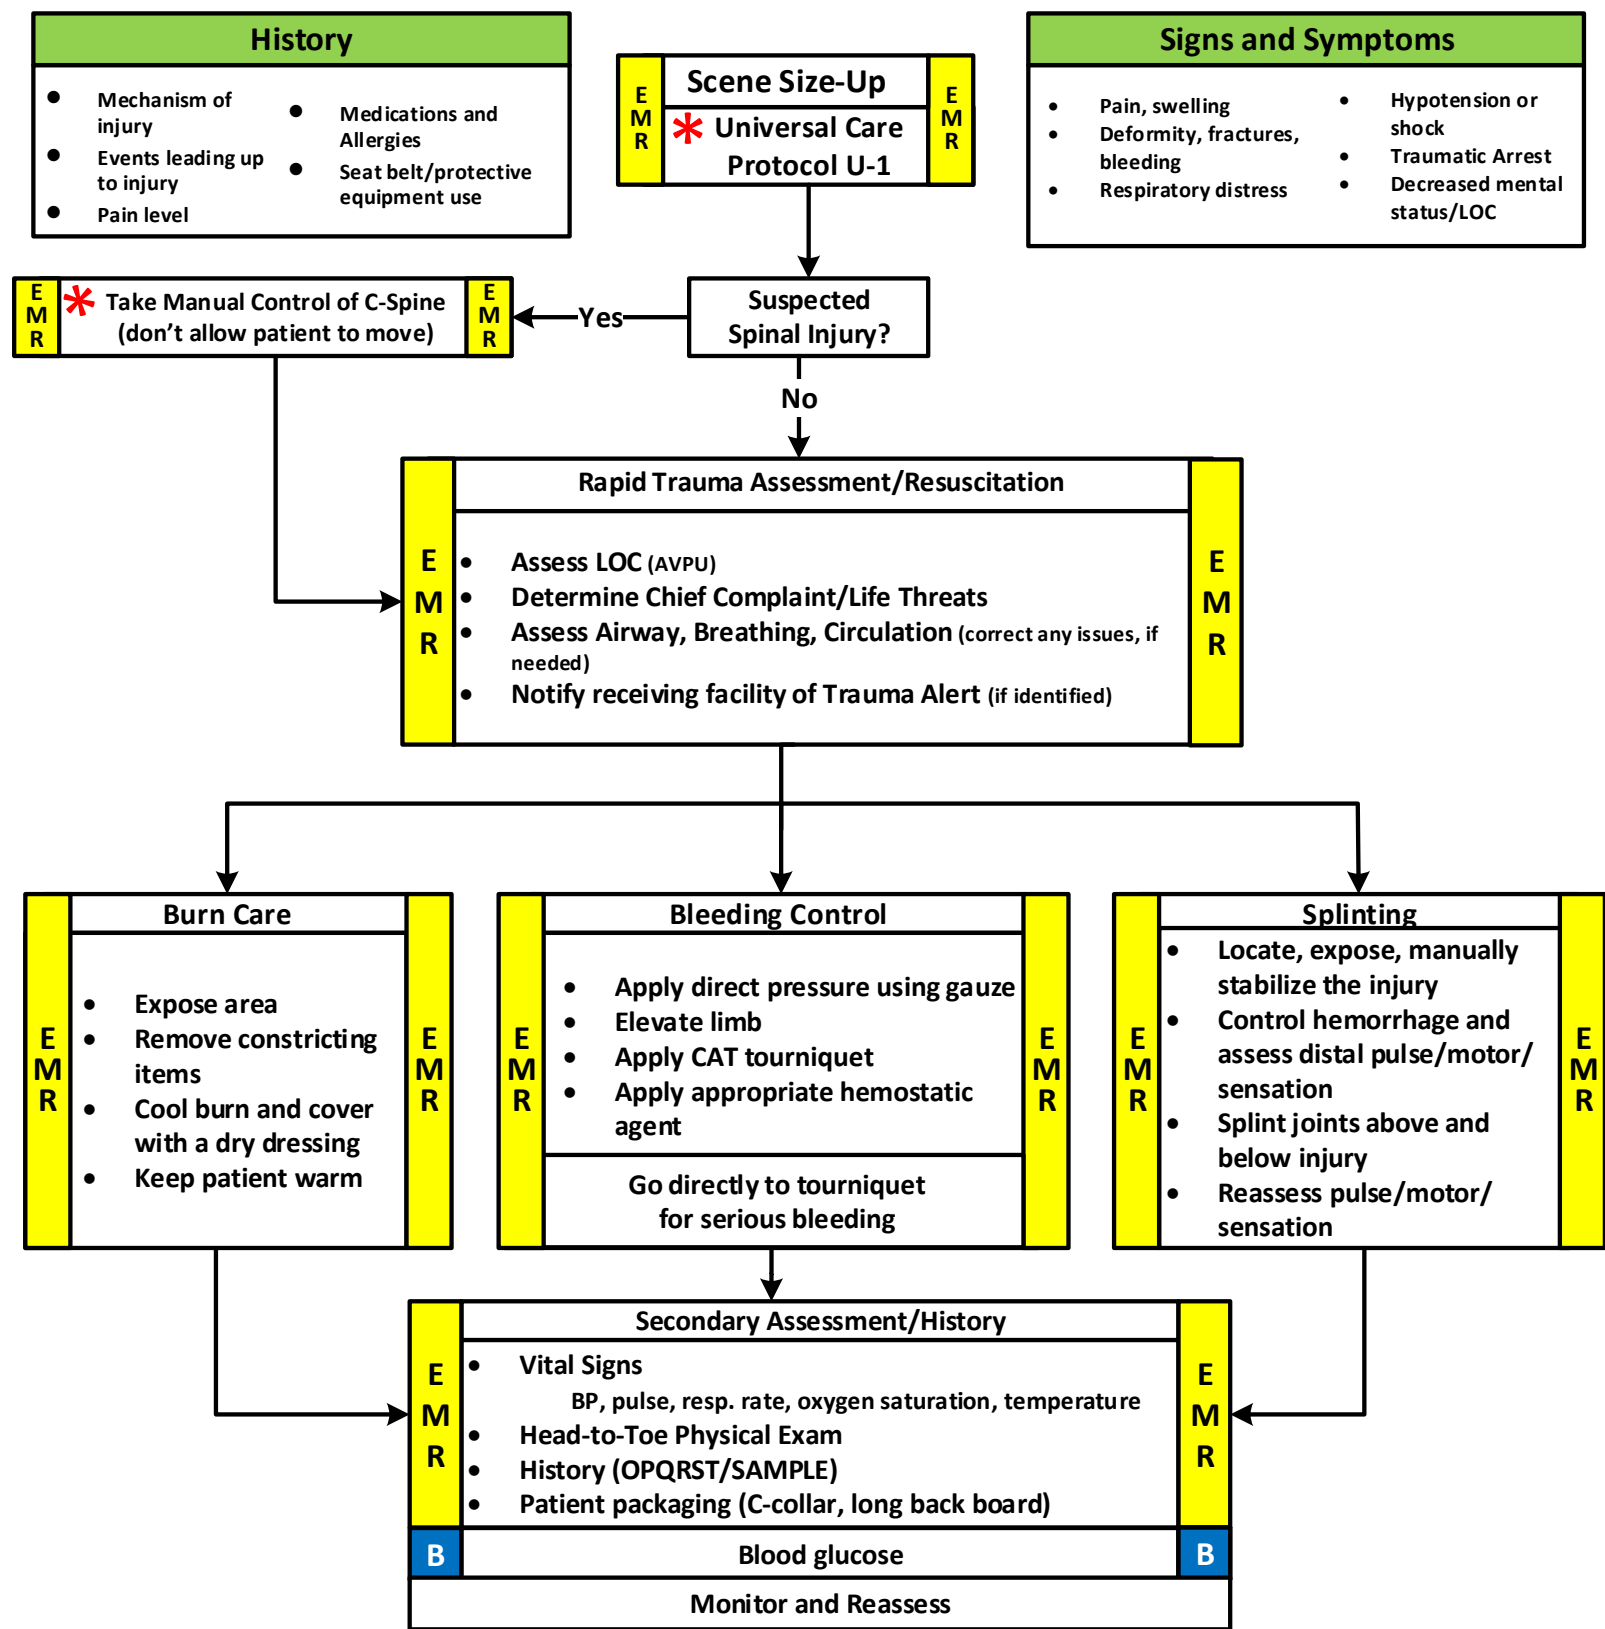 History
● Mechanism of
injury
● Events leading up
to injury
● Pain level
● Medications and
Allergies
● Seat belt/protective
equipment use
E
M
R
Scene Size-Up
* Universal Care
Protocol U-1
E
M
R
Signs and Symptoms
• Pain, swelling
• Deformity, fractures,
bleeding
• Respiratory distress
• Hypotension or
shock
• Traumatic Arrest
• Decreased mental
status/LOC
E
M
R
* Take Manual Control of C-Spine
(don’t allow patient to move)
E
M
R
Yes
Suspected
Spinal Injury?
No
E
M
R
Rapid Trauma Assessment/Resuscitation
• Assess LOC (AVPU)
• Determine Chief Complaint/Life Threats
• Assess Airway, Breathing, Circulation (correct any issues, if
needed)
• Notify receiving facility of Trauma Alert (if identified)
E
M
R
E
M
R
Burn Care
• Expose area
• Remove constricting
items
• Cool burn and cover
with a dry dressing
• Keep patient warm
E
M
R
E
M
R
Bleeding Control
• Apply direct pressure using gauze
• Elevate limb
• Apply CAT tourniquet
• Apply appropriate hemostatic
agent
Go directly to tourniquet
for serious bleeding
E
M
R
E
M
R
Splinting
• Locate, expose, manually
stabilize the injury
• Control hemorrhage and
assess distal pulse/motor/
sensation
• Splint joints above and
below injury
• Reassess pulse/motor/
sensation
E
M
R
E
M
R
Secondary Assessment/History
• Vital Signs
BP, pulse, resp. rate, oxygen saturation, temperature
• Head-to-Toe Physical Exam
• History (OPQRST/SAMPLE)
• Patient packaging (C-collar, long back board)
E
M
R
B Blood glucose B
Monitor and Reassess